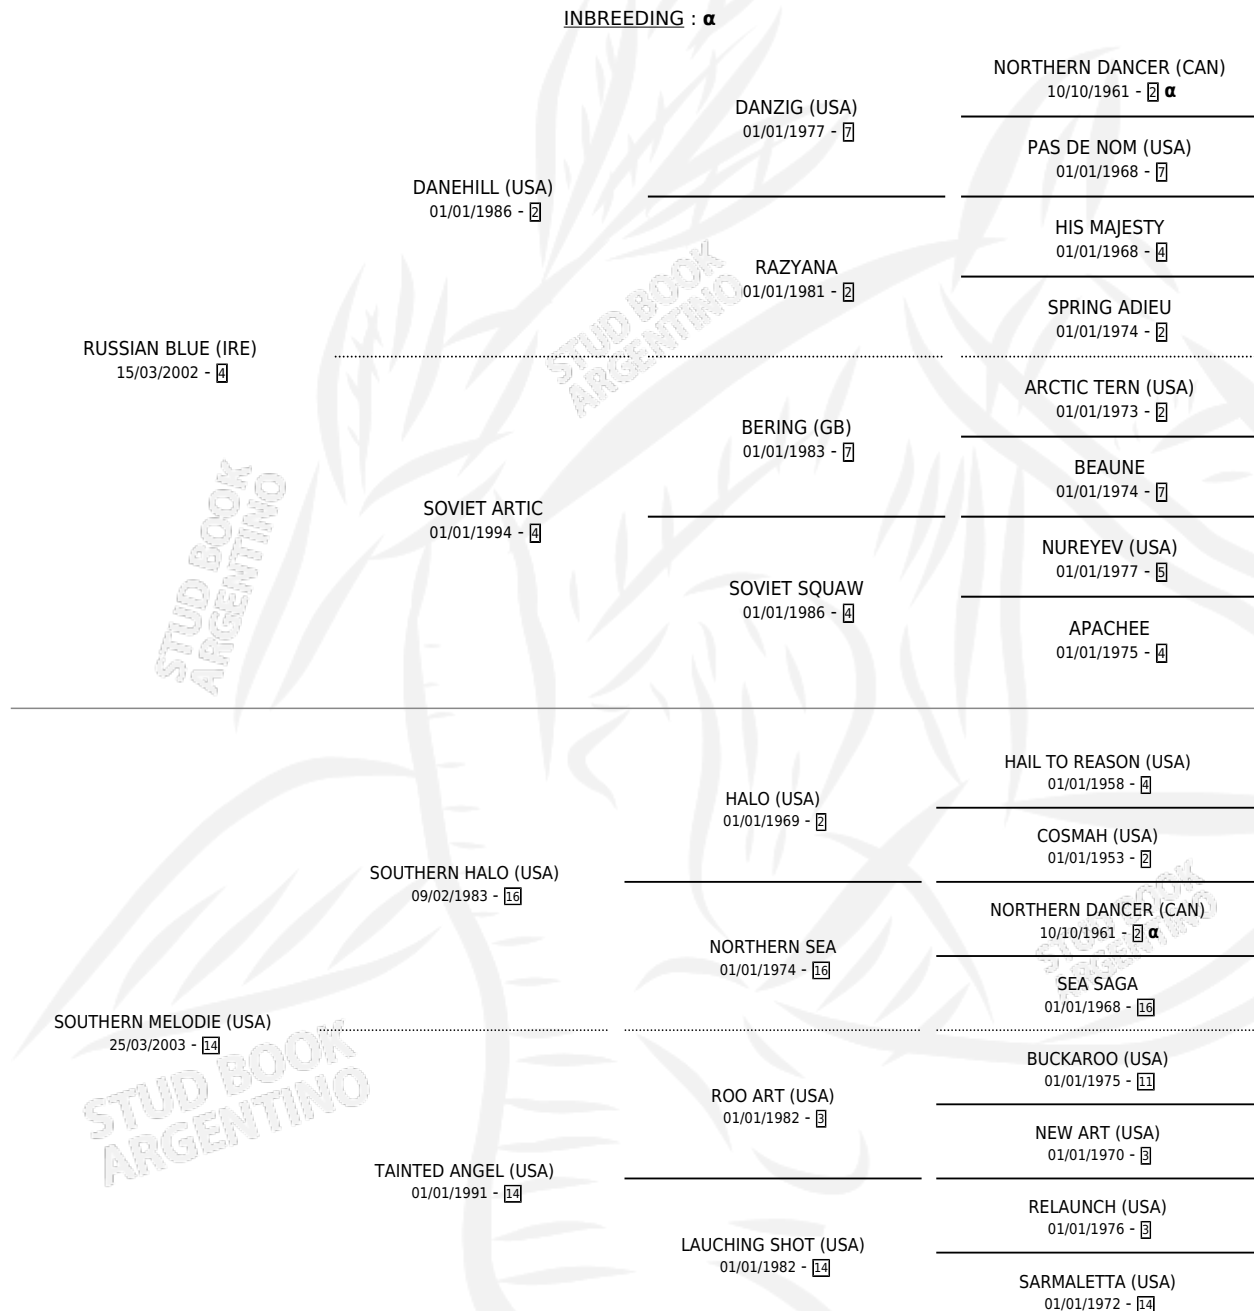 INBREEDING : α
NORTHERN DANCER (CAN)
10/10/1961 - 2 α
DANZIG (USA)
01/01/1977 - 7
PAS DE NOM (USA)
01/01/1968 - 7
DANEHILL (USA)
01/01/1986 - 2
HIS MAJESTY
01/01/1968 - 4
RAZYANA
01/01/1981 - 2
SPRING ADIEU
01/01/1974 - 2
RUSSIAN BLUE (IRE)
15/03/2002 - 4
ARCTIC TERN (USA)
01/01/1973 - 2
BERING (GB)
01/01/1983 - 7
BEAUNE
01/01/1974 - 7
SOVIET ARTIC
01/01/1994 - 4
NUREYEV (USA)
01/01/1977 - 5
SOVIET SQUAW
01/01/1986 - 4
APACHEE
01/01/1975 - 4
HAIL TO REASON (USA)
01/01/1958 - 4
HALO (USA)
01/01/1969 - 2
COSMAH (USA)
01/01/1953 - 2
SOUTHERN HALO (USA)
09/02/1983 - 16
NORTHERN DANCER (CAN)
10/10/1961 - 2 α
NORTHERN SEA
01/01/1974 - 16
SEA SAGA
01/01/1968 - 16
SOUTHERN MELODIE (USA)
25/03/2003 - 14
BUCKAROO (USA)
01/01/1975 - 11
ROO ART (USA)
01/01/1982 - 3
NEW ART (USA)
01/01/1970 - 3
TAINTED ANGEL (USA)
01/01/1991 - 14
RELAUNCH (USA)
01/01/1976 - 3
LAUCHING SHOT (USA)
01/01/1982 - 14
SARMALETTA (USA)
01/01/1972 - 14
STUD BOOK
ARGENTINO
STUD BOOK
ARGENTINO
STUD BOOK
ARGENTINO
STUD BOOK
ARGENTINO